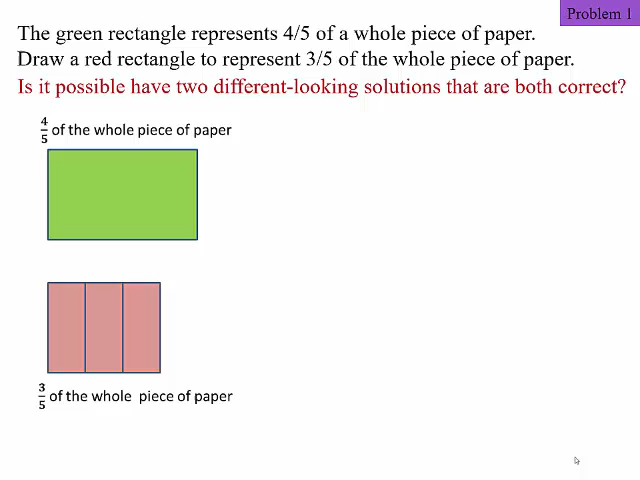 Problem 1
The green rectangle represents 4/5 of a whole piece of paper.
Draw a red rectangle to represent 3/5 of the whole piece of paper.
Is it possible have two different-looking solutions that are both correct?
4/5 of the whole piece of paper
3/5 of the whole piece of paper